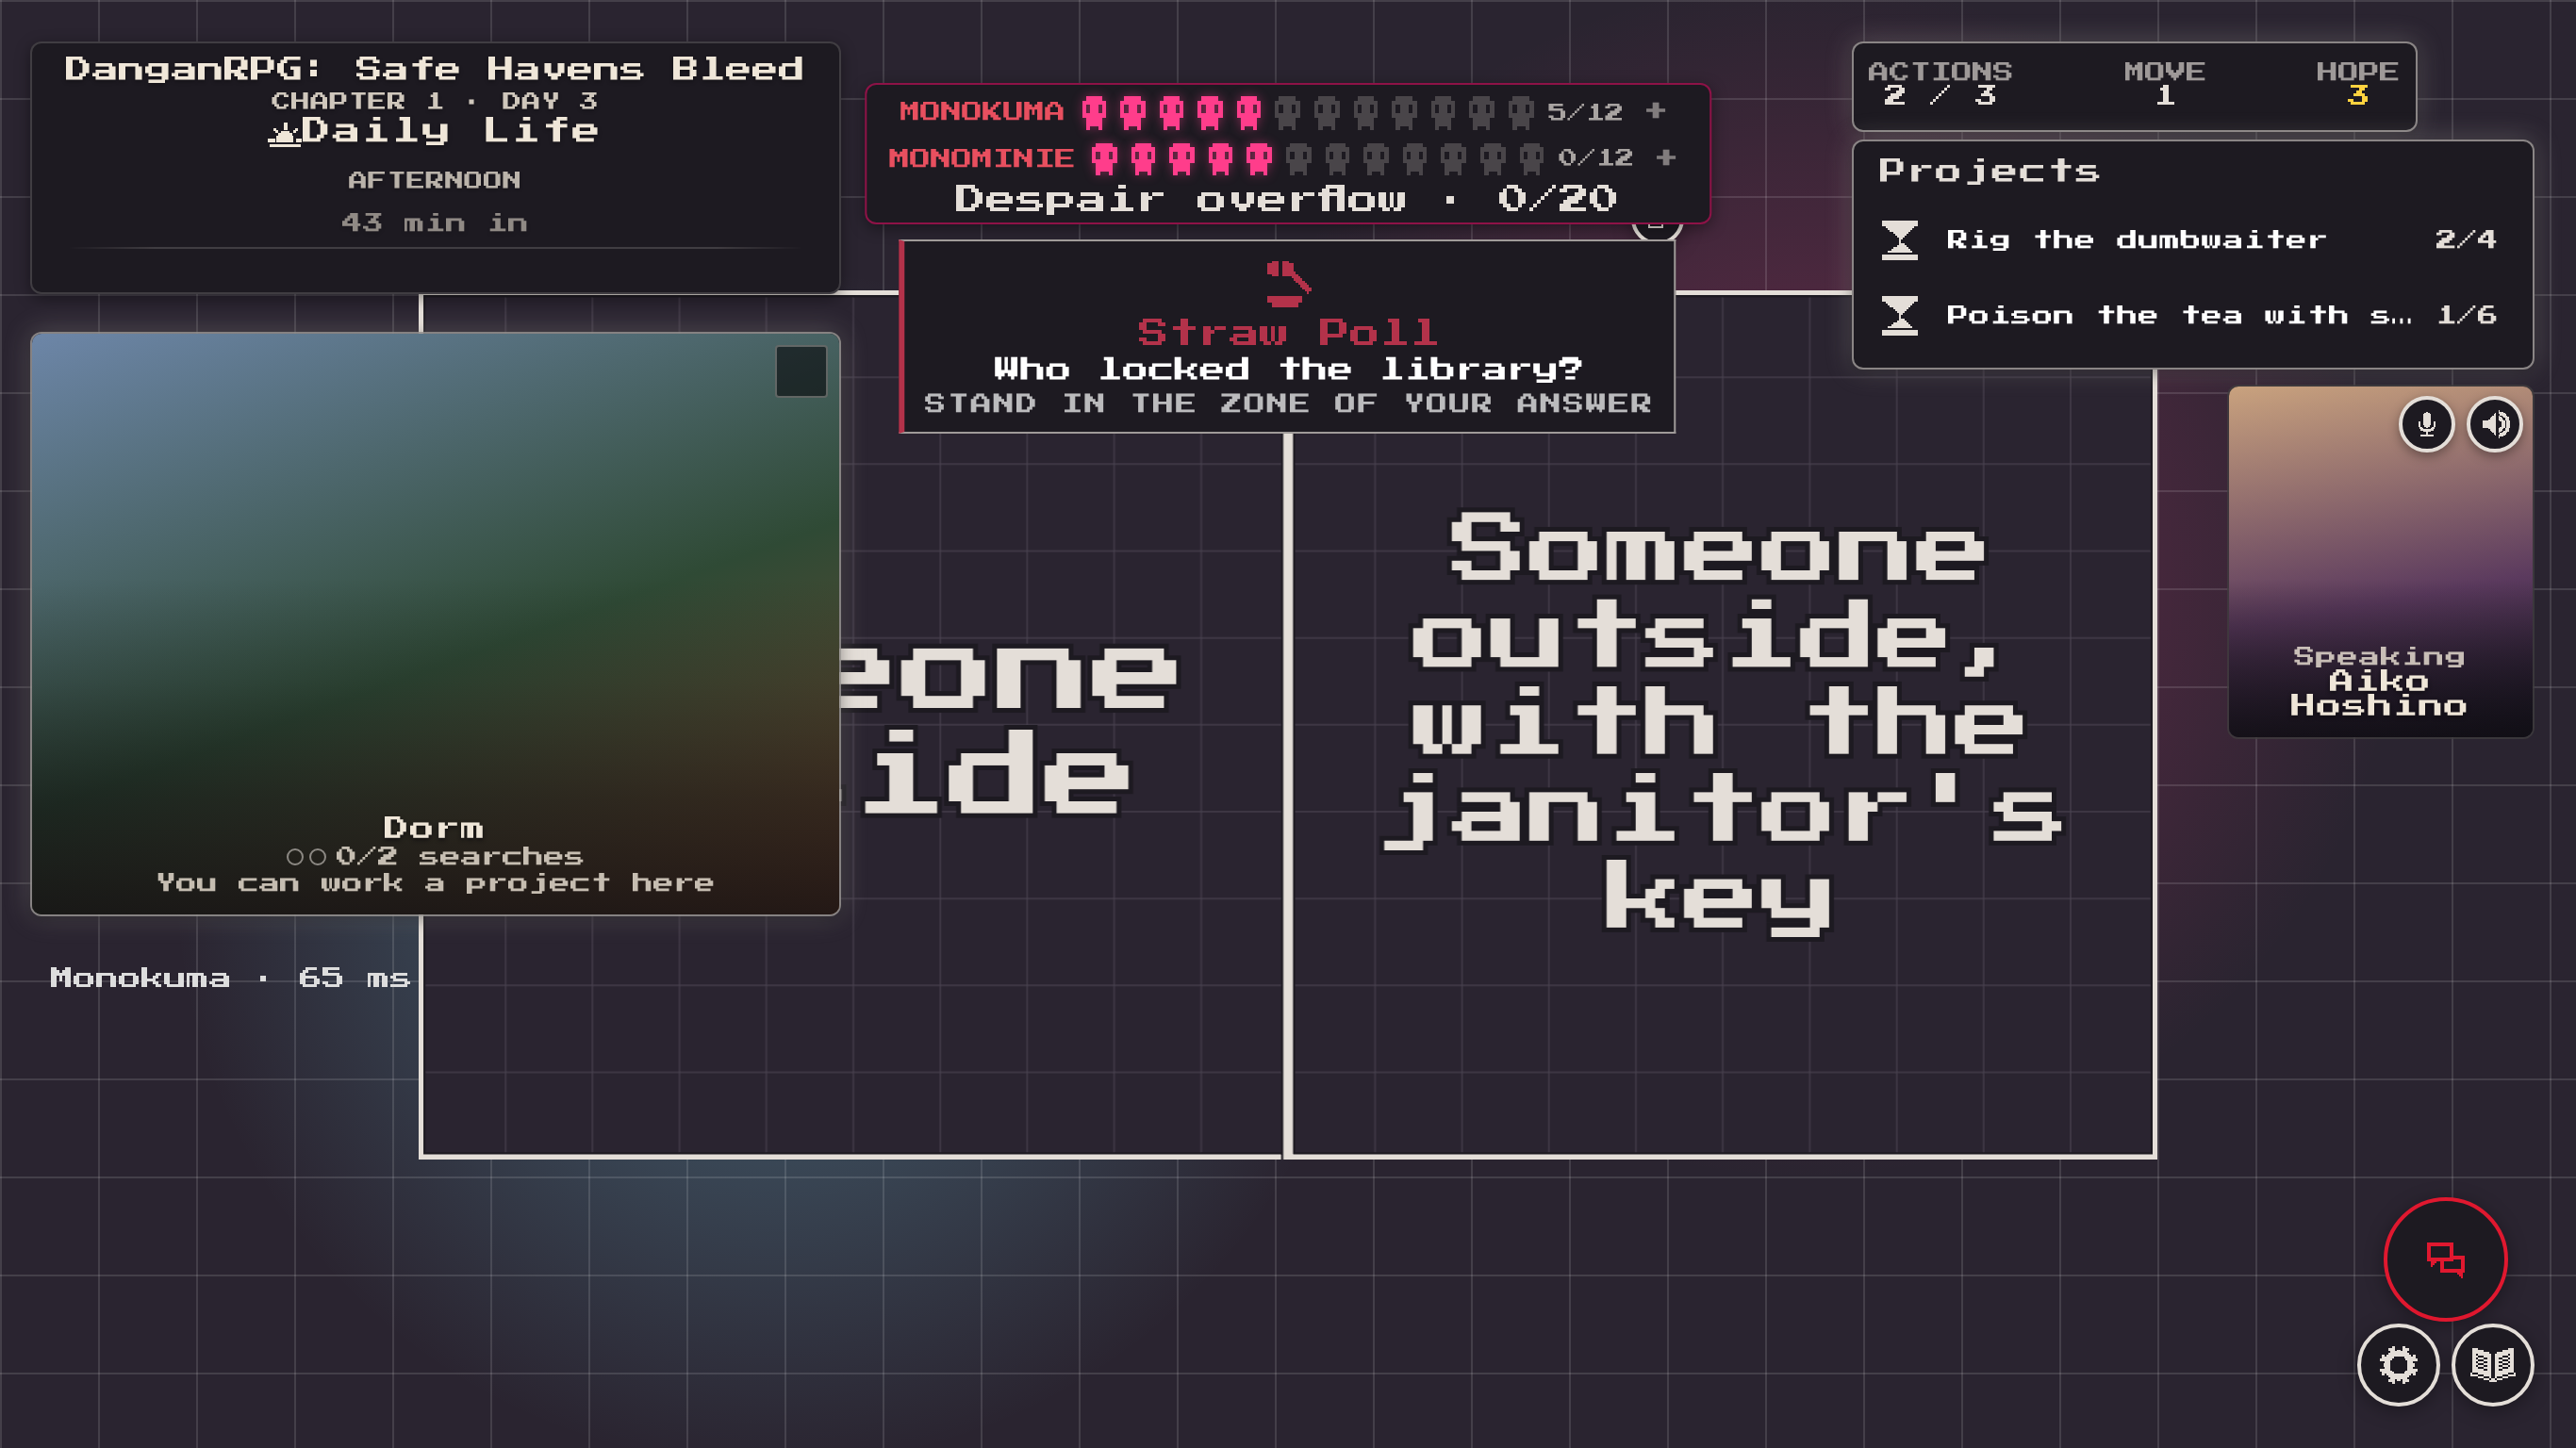 DanganRPG: Safe Havens Bleed
CHAPTER 1 · DAY 3
Daily Life
AFTERNOON
43 min in
MONOKUMA 5/12 +
MONOMINIE 0/12 +
Despair overflow · 0/20
ACTIONS MOVE HOPE
2 / 3 1 3
Projects
Rig the dumbwaiter 2/4
Poison the tea with s… 1/6
Straw Poll
Who locked the library?
STAND IN THE ZONE OF YOUR ANSWER
eone
ide
Someone
outside,
with the
janitor's
key
Speaking
Aiko
Hoshino
Dorm
0/2 searches
You can work a project here
Monokuma · 65 ms